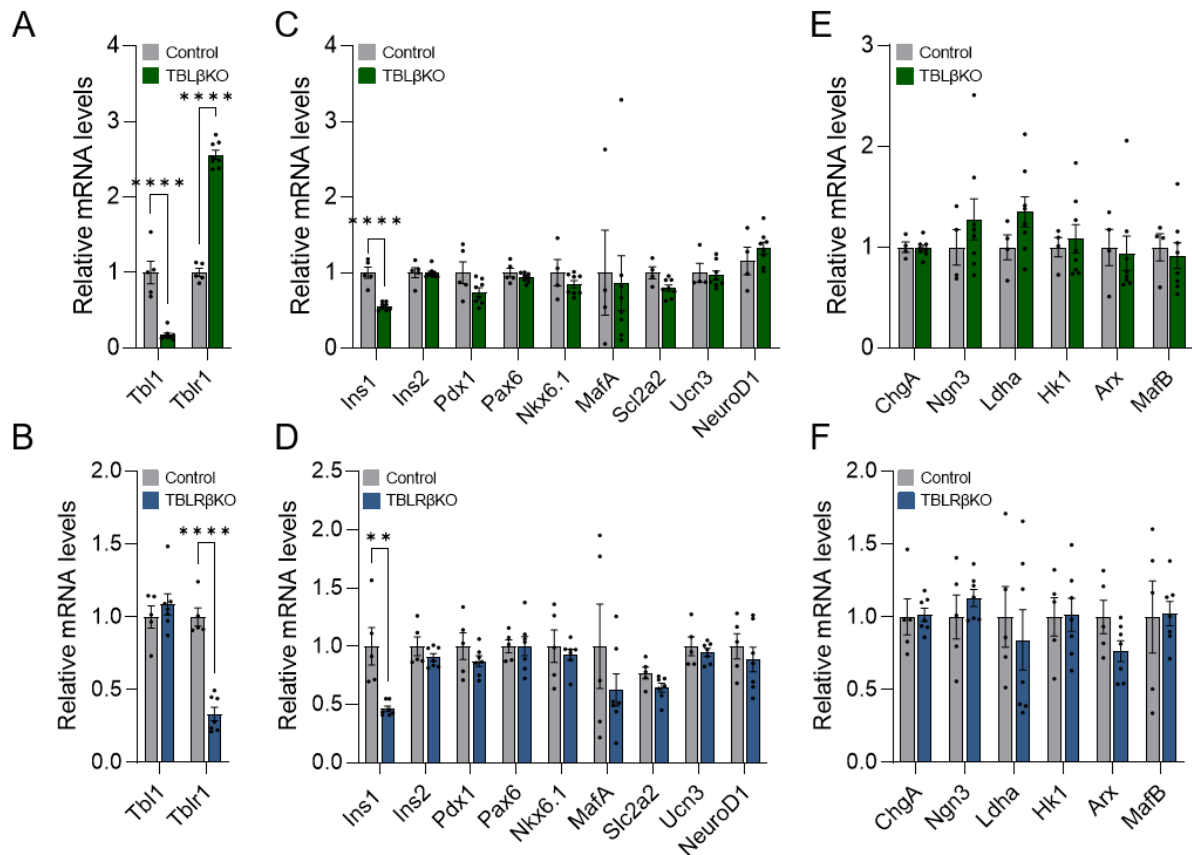 A
Relative mRNA levels
4
3
2
1
0
Control
TBLβKO
****
****
Tbl1
Tblr1
C
Relative mRNA levels
4
3
2
1
0
Control
TBLβKO
****
Ins1
Ins2
Pdx1
Pax6
Nkx6.1
MafA
Scl2a2
Ucn3
NeuroD1
E
Relative mRNA levels
3
2
1
0
Control
TBLβKO
ChgA
Ngn3
Ldha
Hk1
Arx
MafB
B
Relative mRNA levels
2.0
1.5
1.0
0.5
0.0
Control
TBLRβKO
****
Tbl1
Tblr1
D
Relative mRNA levels
2.5
2.0
1.5
1.0
0.5
0.0
Control
TBLRβKO
**
Ins1
Ins2
Pdx1
Pax6
Nkx6.1
MafA
Slc2a2
Ucn3
NeuroD1
F
Relative mRNA levels
2.0
1.5
1.0
0.5
0.0
Control
TBLRβKO
ChgA
Ngn3
Ldha
Hk1
Arx
MafB